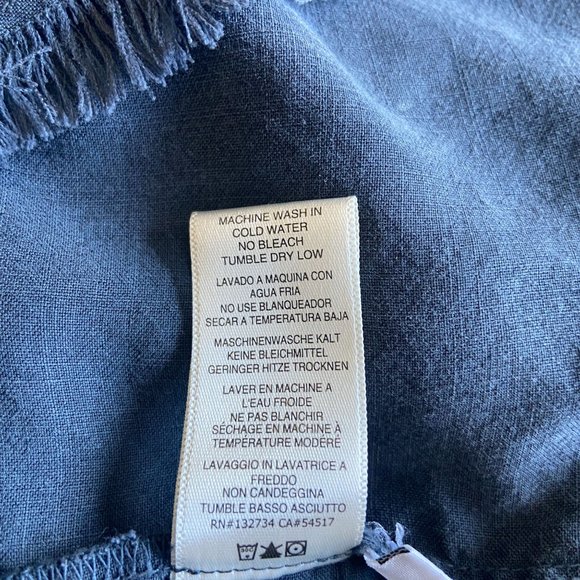 MACHINE WASH IN
COLD WATER
NO BLEACH
TUMBLE DRY LOW
LAVADO A MAQUINA CON
AGUA FRIA
NO USE BLANQUEADOR
SECAR A TEMPERATURA BAJA
MASCHINENWASCHE KALT
KEINE BLEICHMITTEL
GERINGER HITZE TROCKNEN
LAVER EN MACHINE A
L'EAU FROIDE
NE PAS BLANCHIR
SÉCHAGE EN MACHINE À
TEMPÉRATURE MODÉRÉ
LAVAGGIO IN LAVATRICE A
FREDDO
NON CANDEGGINA
TUMBLE BASSO ASCIUTTO
RN#132734 CA#54517